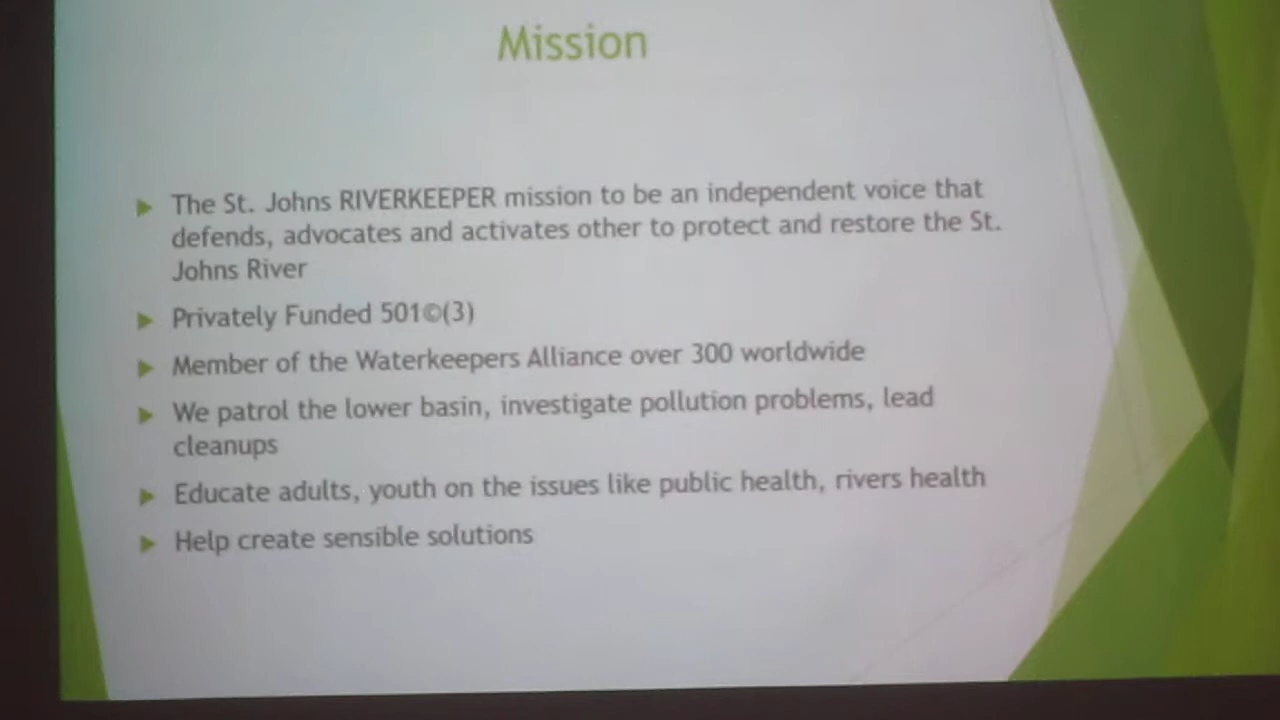 Mission
The St. Johns RIVERKEEPER mission to be an independent voice that
defends, advocates and activates other to protect and restore the St.
Johns River
Privately Funded 501©(3)
Member of the Waterkeepers Alliance over 300 worldwide
We patrol the lower basin, investigate pollution problems, lead
cleanups
Educate adults, youth on the issues like public health, rivers health
Help create sensible solutions